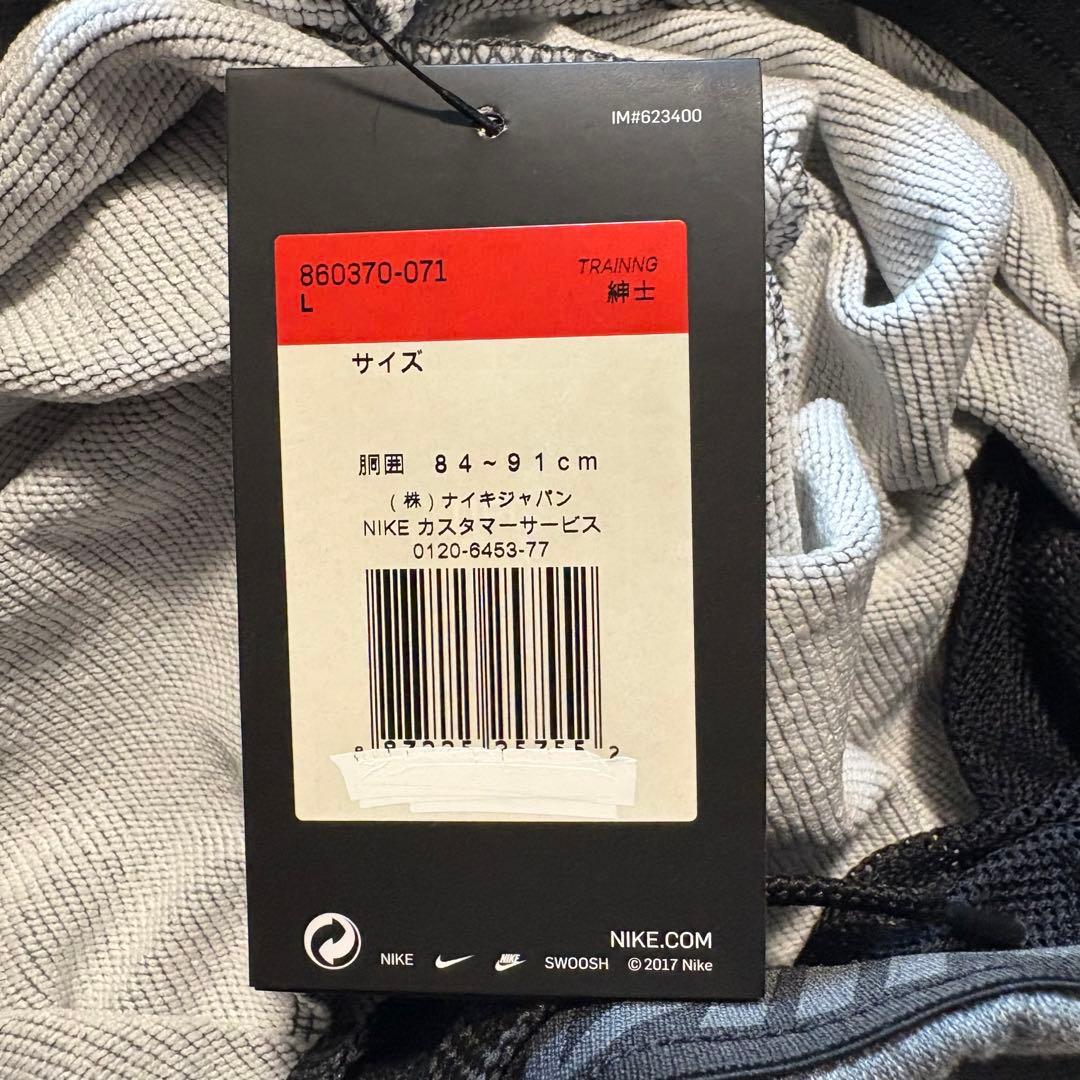 IM#623400
860370-071
TRAINNG
L
紳士
サイズ
胴囲 84~91cm
(株)ナイキジャパン
NIKE カスタマーサービス
0120-6453-77
NIKE NIKE SWOOSH © 2017 Nike
NIKE.COM